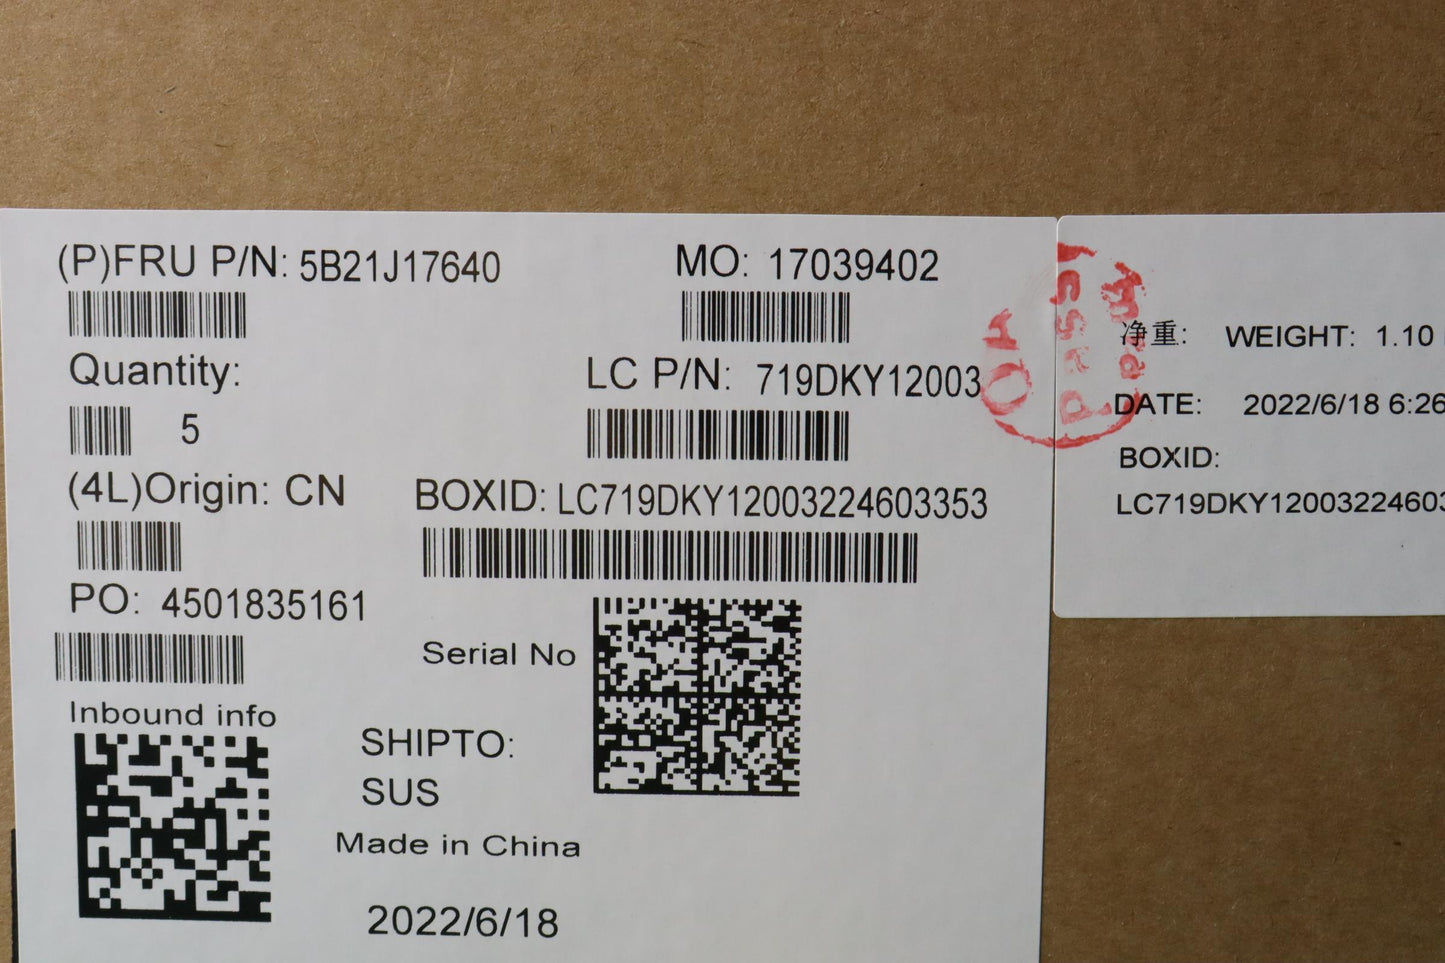 (P)FRU P/N: 5B21J17640
MO: 17039402
Quantity:
5
LC P/N: 719DKY12003
(4L)Origin: CN
BOXID: LC719DKY12003224603353
PO: 4501835161
Serial No
Inbound info
SHIPTO:
SUS
Made in China
2022/6/18
净重: WEIGHT: 1.10
DATE: 2022/6/18 6:26
BOXID:
LC719DKY12003224603